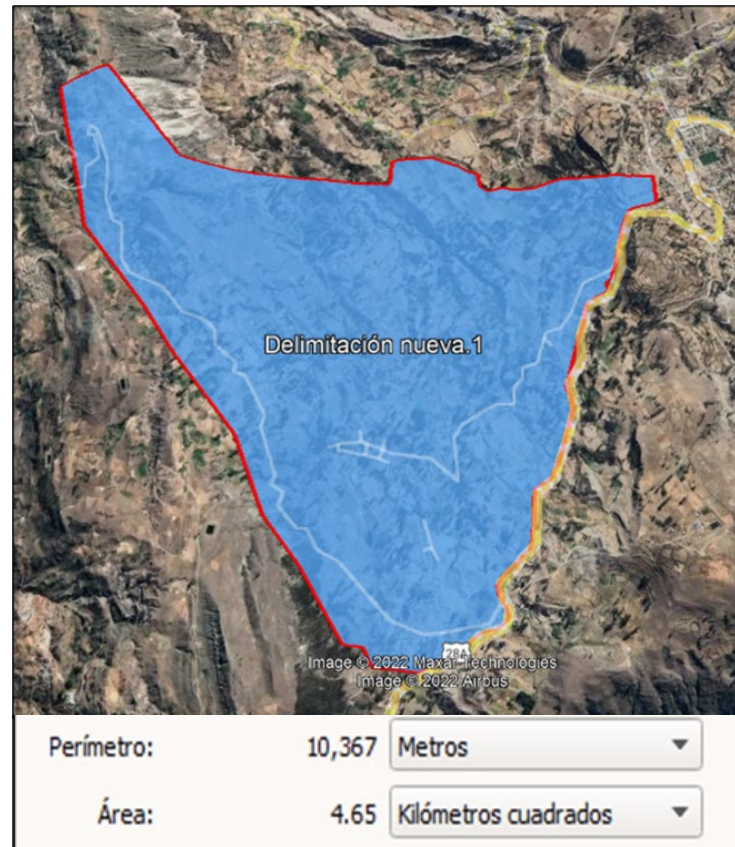 Delimitación nueva.1
28A
Image © 2022 Maxar Technologies
Image © 2022 Airbus
Perímetro: 10,367 Metros
Área: 4.65 Kilómetros cuadrados